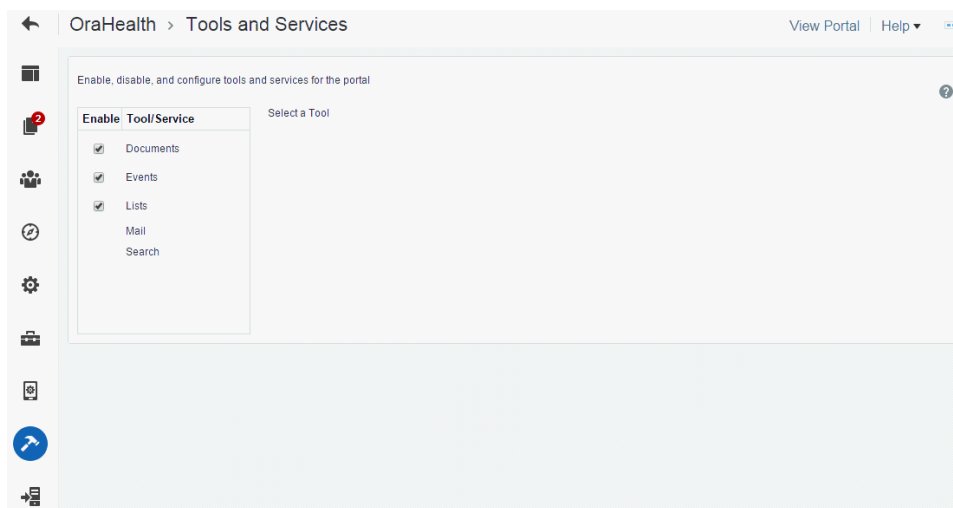 OraHealth > Tools and Services
View Portal Help
Enable, disable, and configure tools and services for the portal
Enable Tool/Service
Select a Tool
Documents
Events
Lists
Mail
Search
2